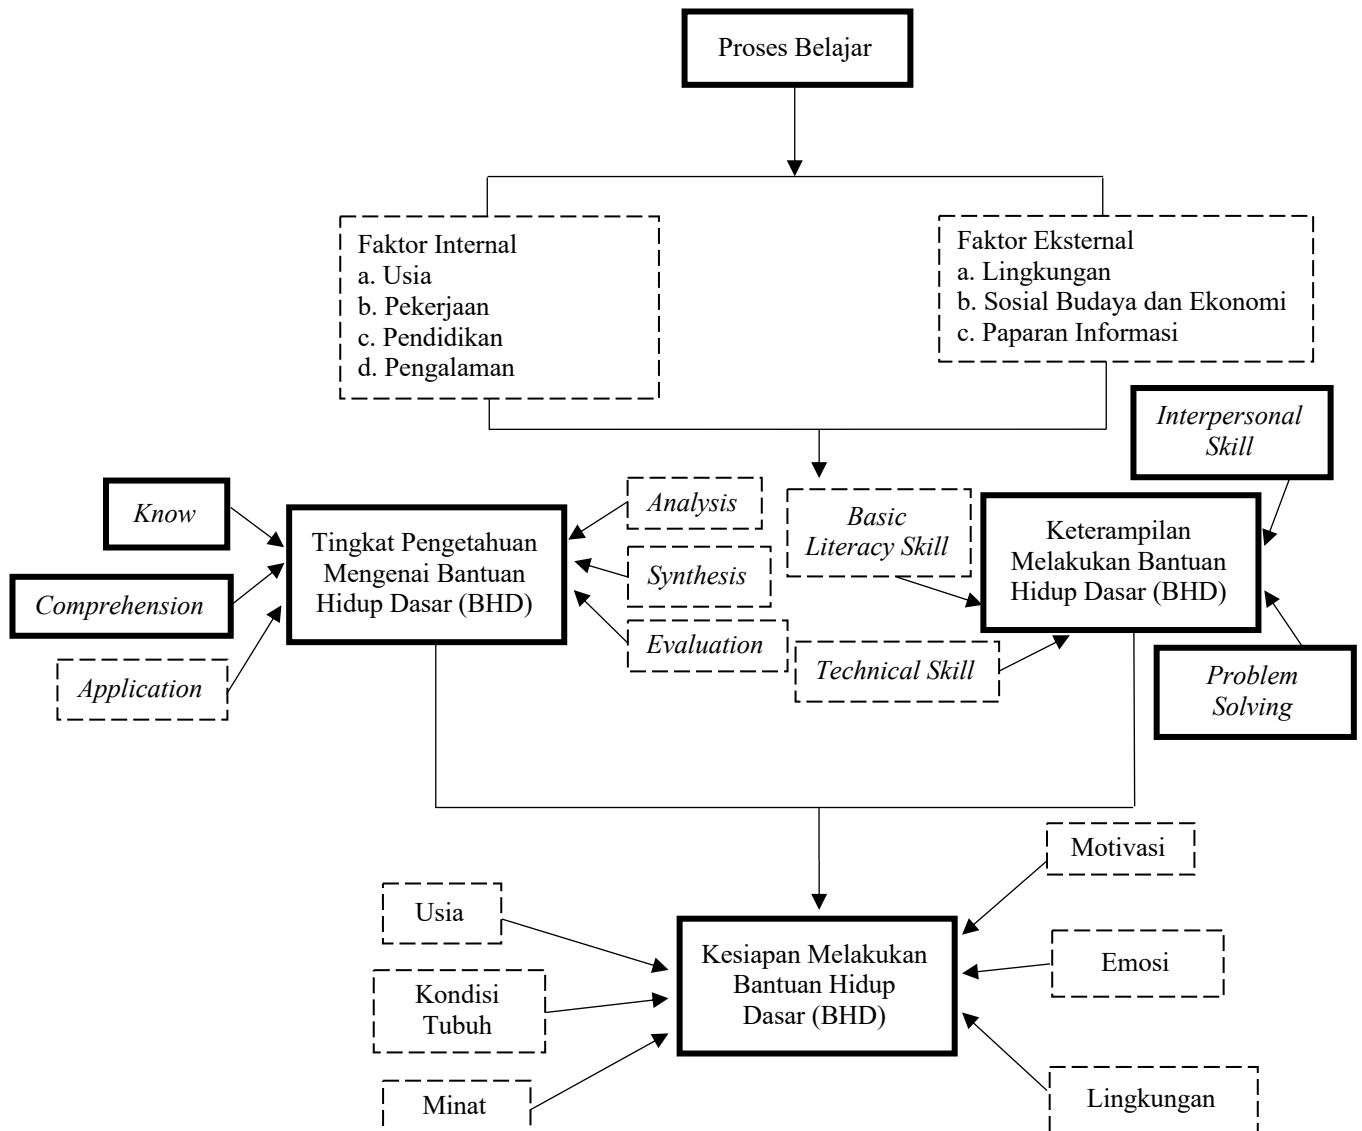 Proses Belajar
Faktor Internal
a. Usia
b. Pekerjaan
c. Pendidikan
d. Pengalaman
Faktor Eksternal
a. Lingkungan
b. Sosial Budaya dan Ekonomi
c. Paparan Informasi
Interpersonal
Skill
Know
Comprehension
Application
Tingkat Pengetahuan
Mengenai Bantuan
Hidup Dasar (BHD)
Analysis
Synthesis
Evaluation
Basic
Literacy Skill
Technical Skill
Keterampilan
Melakukan Bantuan
Hidup Dasar (BHD)
Problem
Solving
Usia
Kondisi
Tubuh
Minat
Kesiapan Melakukan
Bantuan Hidup
Dasar (BHD)
Motivasi
Emosi
Lingkungan